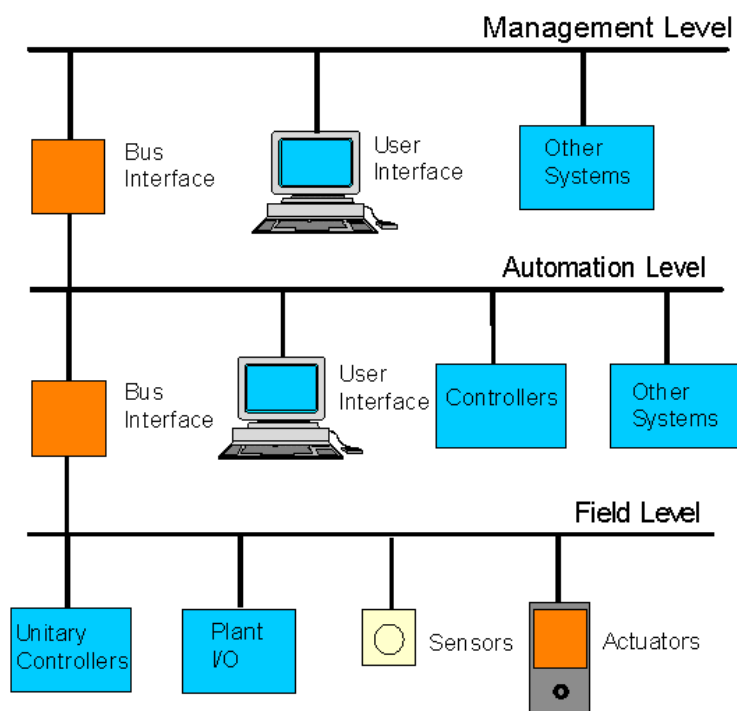 Management Level
Bus
Interface
User
Interface
Other
Systems
Automation Level
Bus
Interface
User
Interface
Controllers
Other
Systems
Field Level
Unitary
Controllers
Plant
I/O
Sensors
Actuators